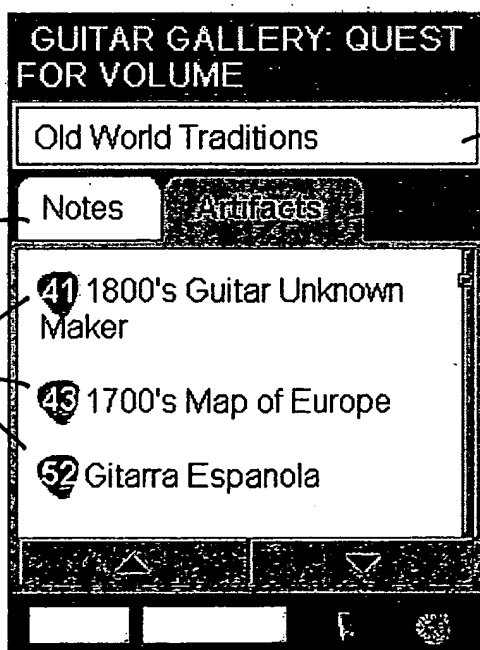 GUITAR GALLERY: QUEST
FOR VOLUME
Old World Traditions
Notes
Artifacts
41 1800's Guitar Unknown
Maker
43 1700's Map of Europe
52 Gitarra Espanola